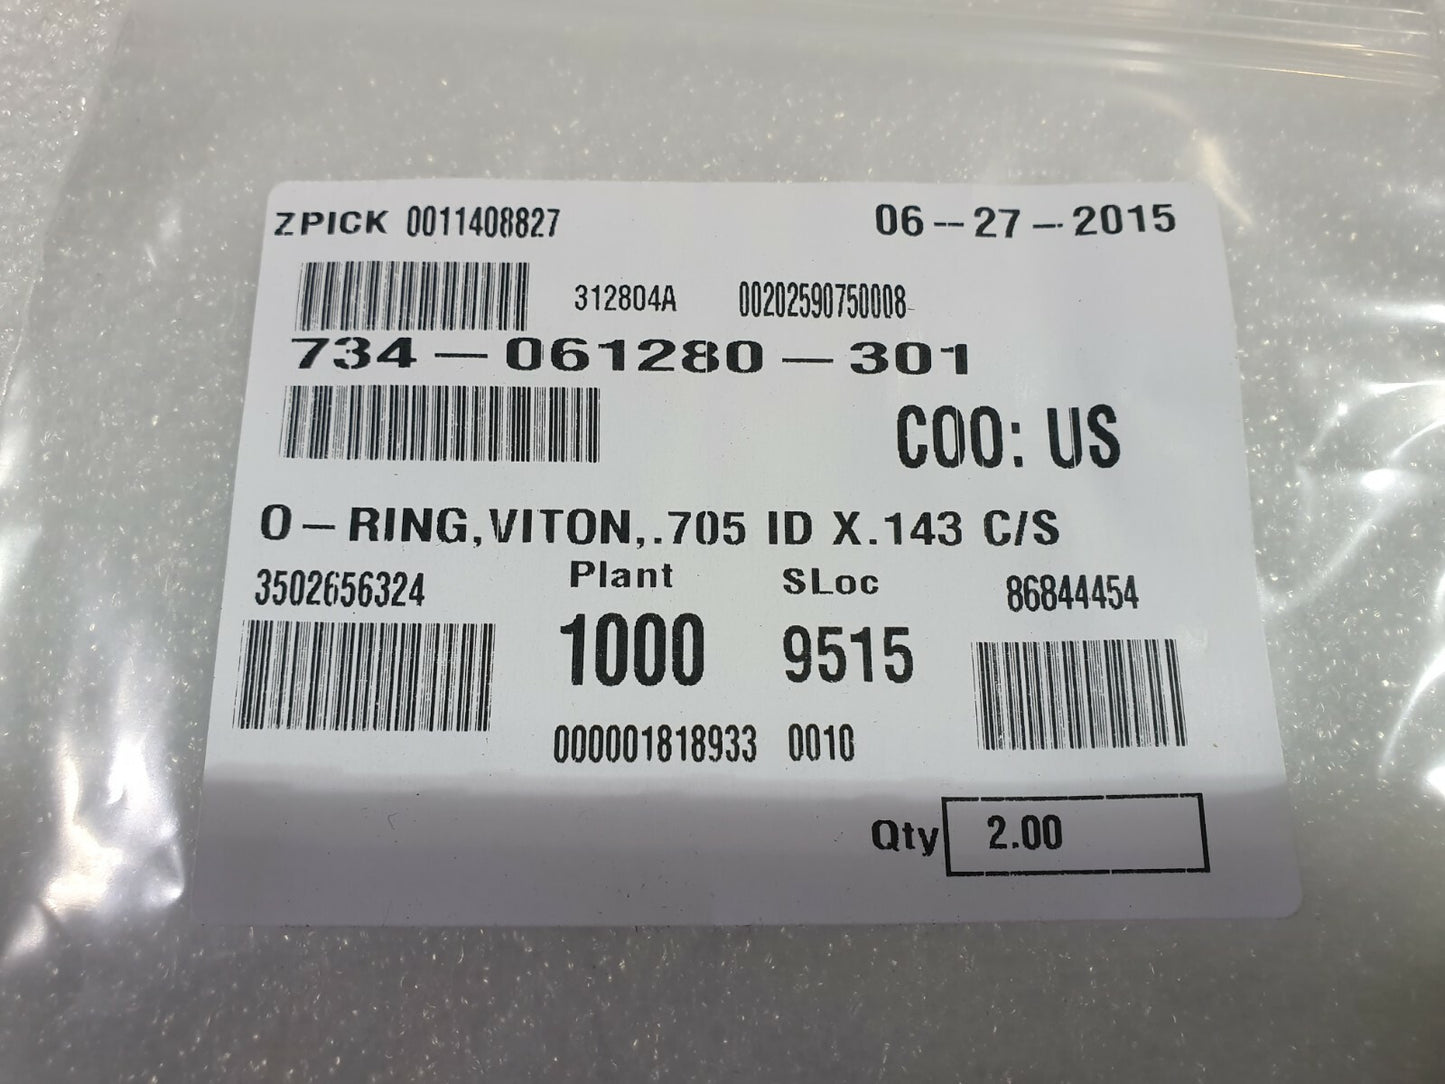 ZPICK 0011408827 06-27-2015
312804A 00202590750008
734-061280-301
COO: US
O-RING,VITON,.705 ID X.143 C/S
3502656324 Plant SLoc 86844454
1000 9515
000001818933 0010
Qty 2.00